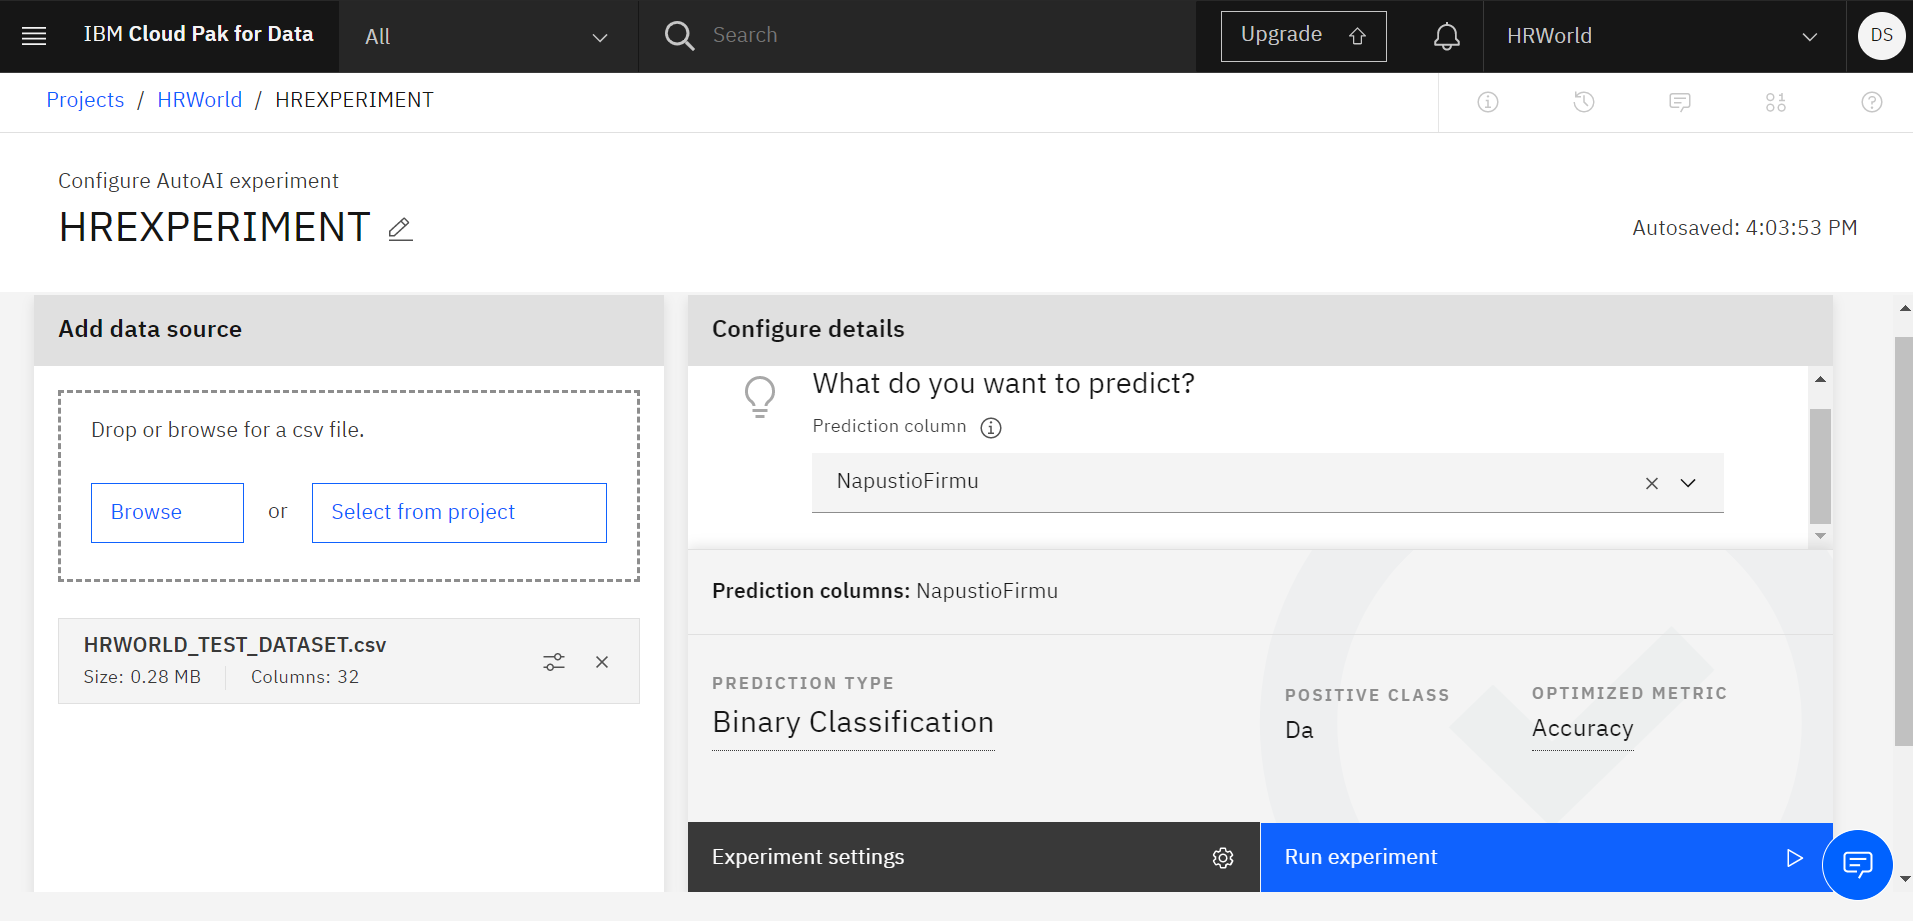 IBM Cloud Pak for Data
All
Search
Upgrade
HRWorld
DS
Projects / HRWorld / HREXPERIMENT
Configure AutoAI experiment
HREXPERIMENT
Autosaved: 4:03:53 PM
Add data source
Drop or browse for a csv file.
Browse or Select from project
HRWORLD_TEST_DATASET.csv
Size: 0.28 MB Columns: 32
Configure details
What do you want to predict?
Prediction column
NapustioFirmu
Prediction columns: NapustioFirmu
PREDICTION TYPE
Binary Classification
POSITIVE CLASS
Da
OPTIMIZED METRIC
Accuracy
Experiment settings
Run experiment